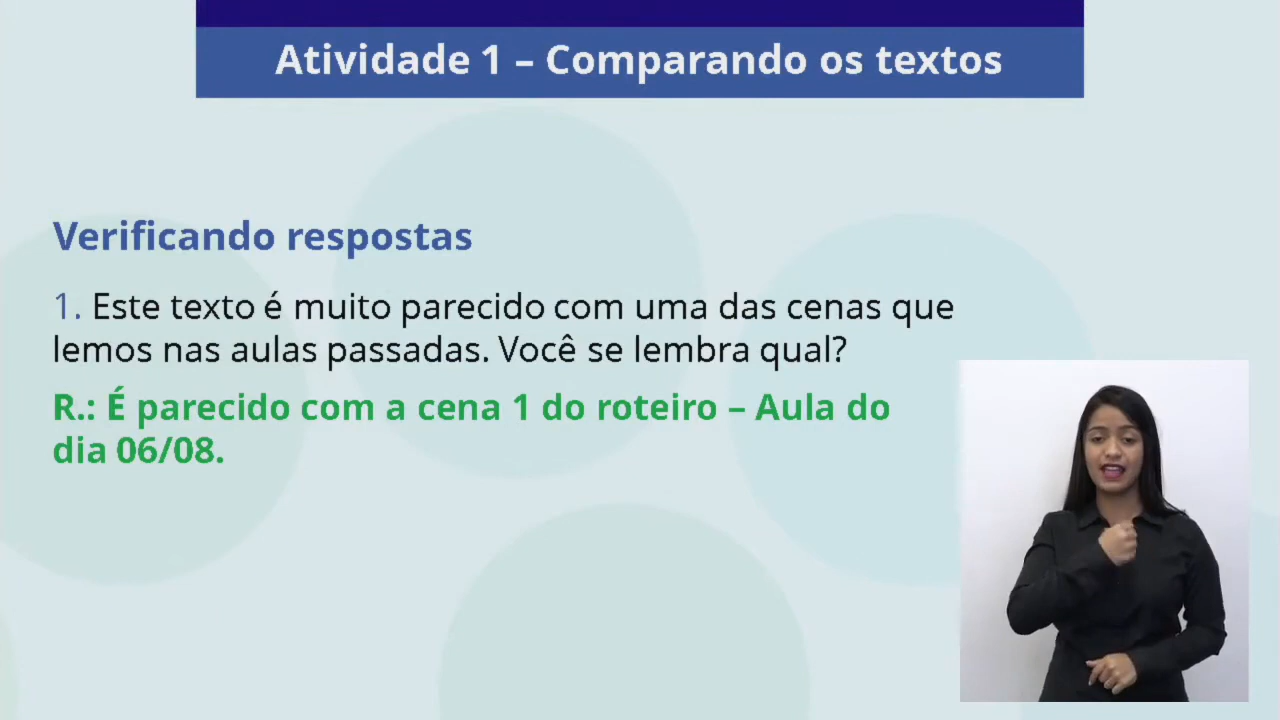 Atividade 1 – Comparando os textos
Verificando respostas
1. Este texto é muito parecido com uma das cenas que
lemos nas aulas passadas. Você se lembra qual?
R.: É parecido com a cena 1 do roteiro – Aula do
dia 06/08.